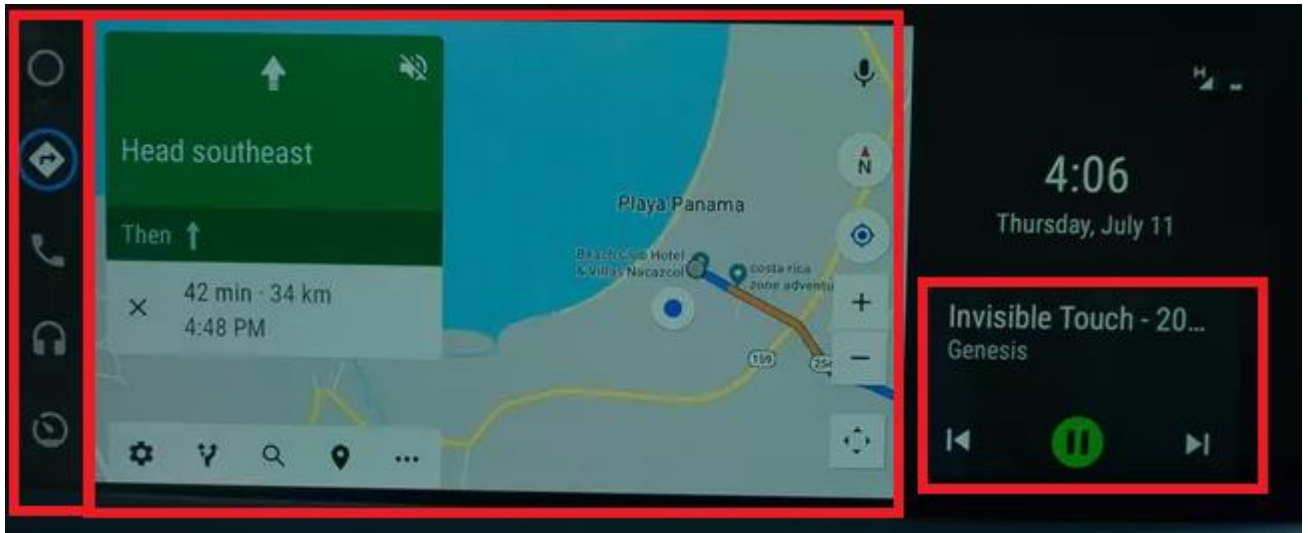 Head southeast
Then
42 min · 34 km
4:48 PM
Playa Panama
Beach Club Hotel
& Villas Nacazcol
costa rica
zone adventu
N
159
254
+
−
H
4:06
Thursday, July 11
Invisible Touch - 20...
Genesis